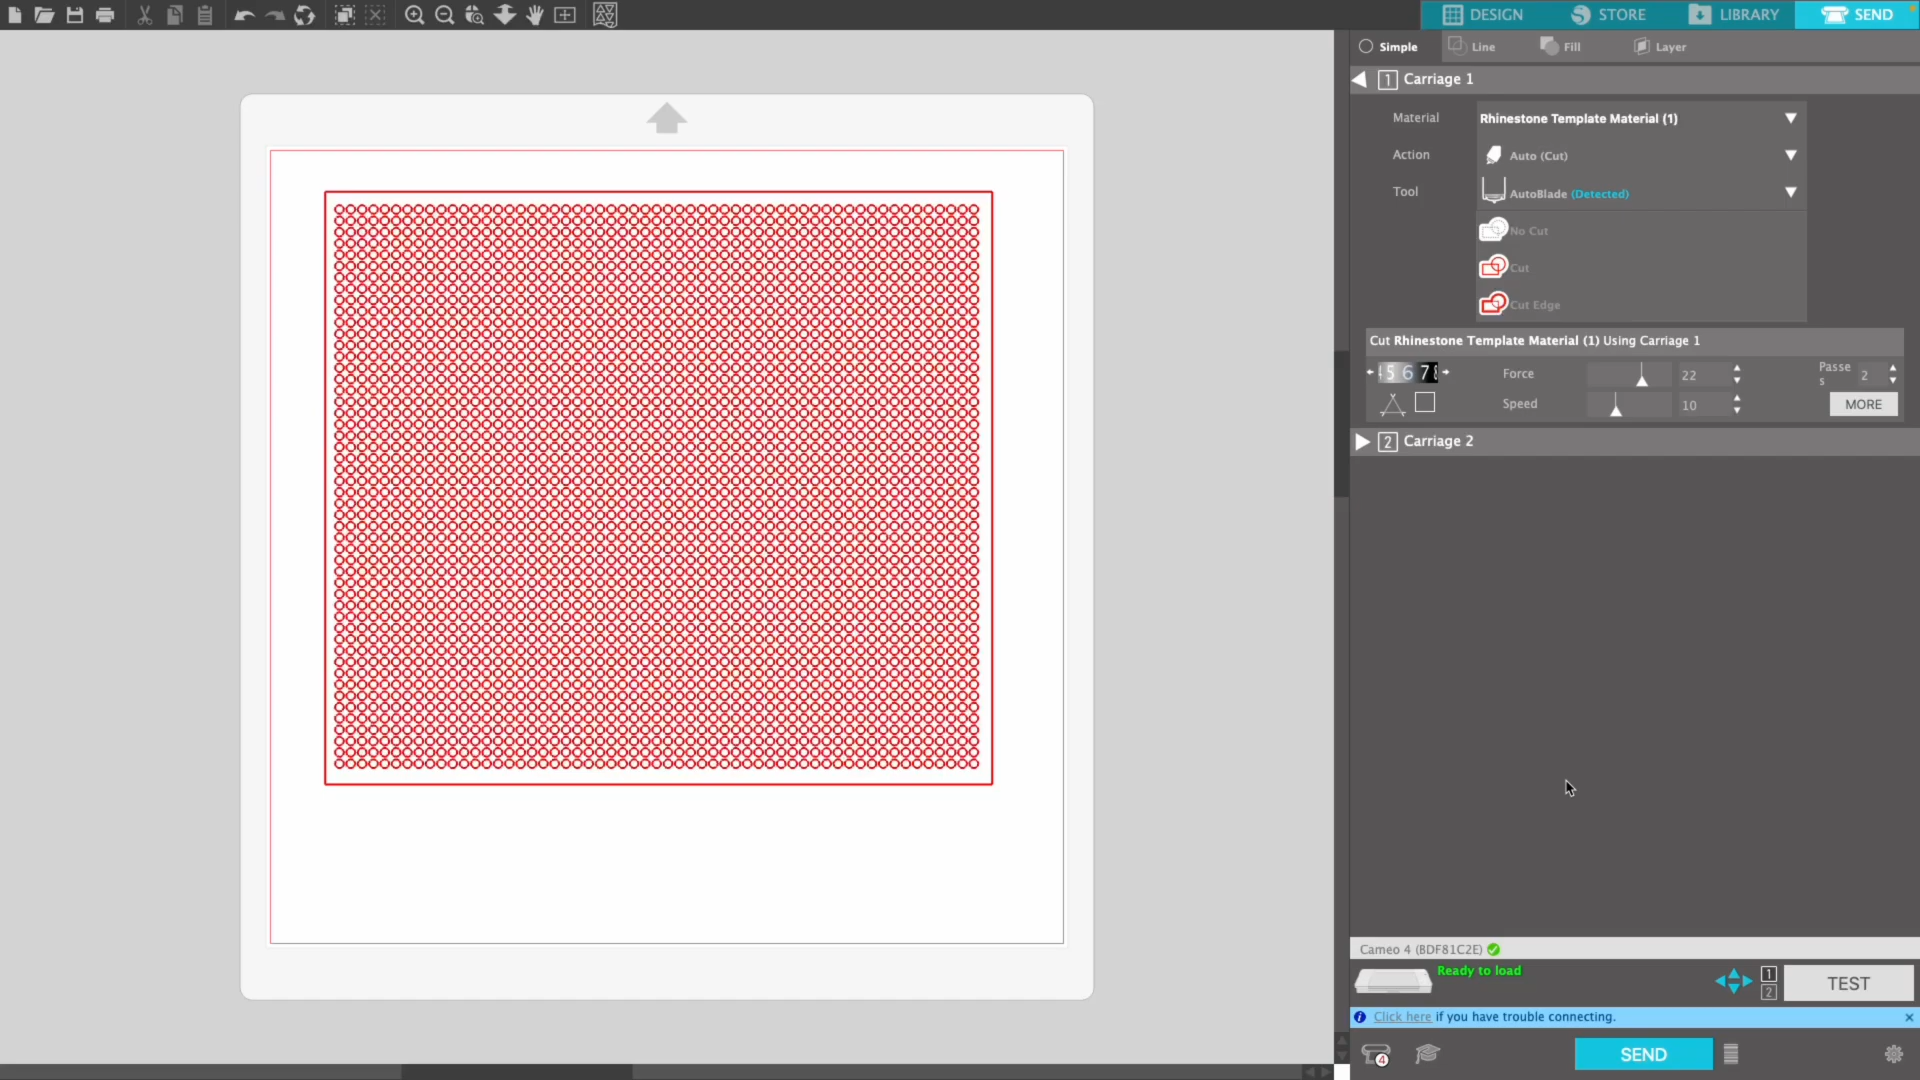 DESIGN STORE LIBRARY SEND
Simple Line Fill Layer
1 Carriage 1
Material Rhinestone Template Material (1)
Action Auto (Cut)
Tool AutoBlade (Detected)
No Cut
Cut
Cut Edge
Cut Rhinestone Template Material (1) Using Carriage 1
5 6 7 Force 22 Passe
s 2
Speed 10 MORE
2 Carriage 2
Cameo 4 (BDF81C2E)
Ready to load
1
2
TEST
Click here if you have trouble connecting.
4 SEND